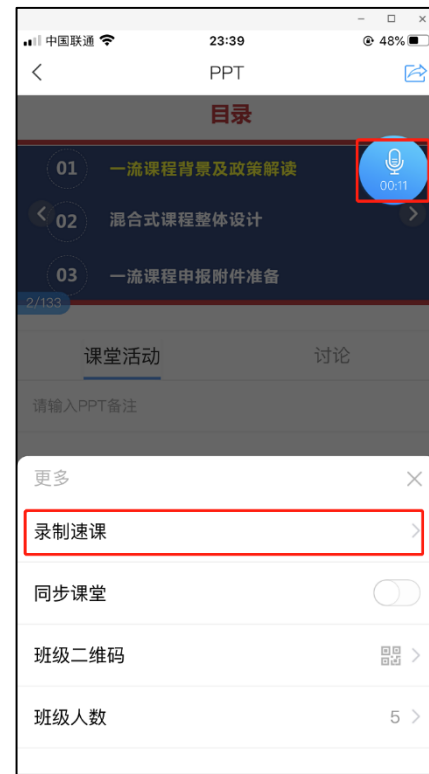 中国联通 23:39 48%
PPT
目录
01 一流课程背景及政策解读
00:11
02 混合式课程整体设计
03 一流课程申报附件准备
2/133
课堂活动 讨论
请输入PPT备注
更多
录制速课
同步课堂
班级二维码
班级人数 5